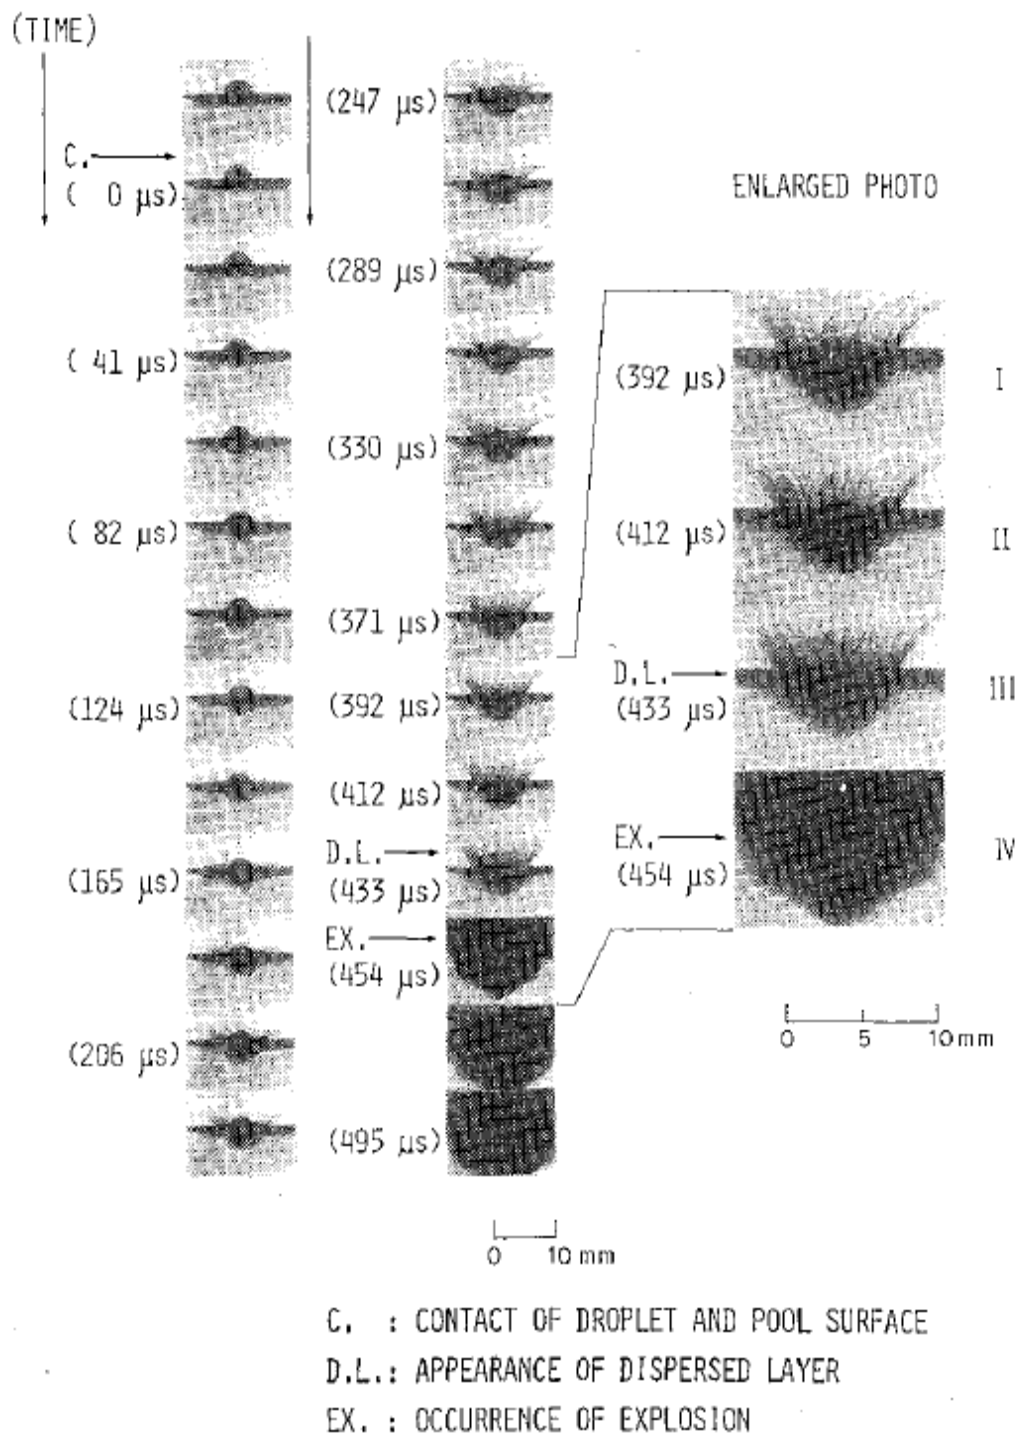 (TIME)
C.
( 0 µs)
( 41 µs)
( 82 µs)
(124 µs)
(165 µs)
(206 µs)
(247 µs)
(289 µs)
(330 µs)
(371 µs)
(392 µs)
(412 µs)
D.L.
(433 µs)
EX.
(454 µs)
(495 µs)
0 10 mm
ENLARGED PHOTO
(392 µs) I
(412 µs) II
D.L.
(433 µs) III
EX.
(454 µs) IV
0 5 10 mm
C. : CONTACT OF DROPLET AND POOL SURFACE
D.L.: APPEARANCE OF DISPERSED LAYER
EX. : OCCURRENCE OF EXPLOSION